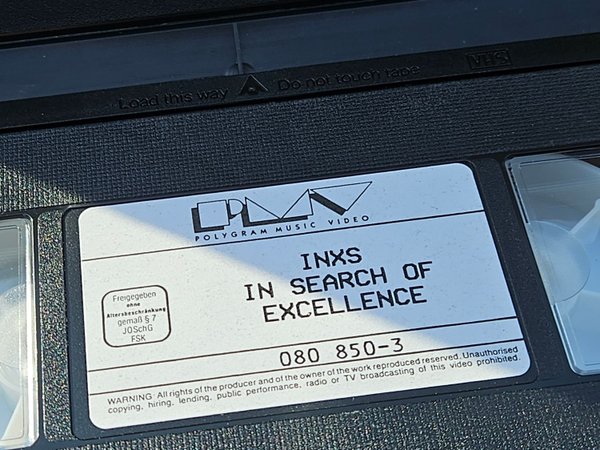 Load this way Do not touch tape VHS
PMV
POLYGRAM MUSIC VIDEO
INXS
IN SEARCH OF
EXCELLENCE
Freigegeben
ohne
Altersbeschränkung
gemäß § 7
JÖSchG
FSK
080 850-3
WARNING: All rights of the producer and of the owner of the work reproduced reserved. Unauthorised
copying, hiring, lending, public performance, radio or TV broadcasting of this video prohibited.